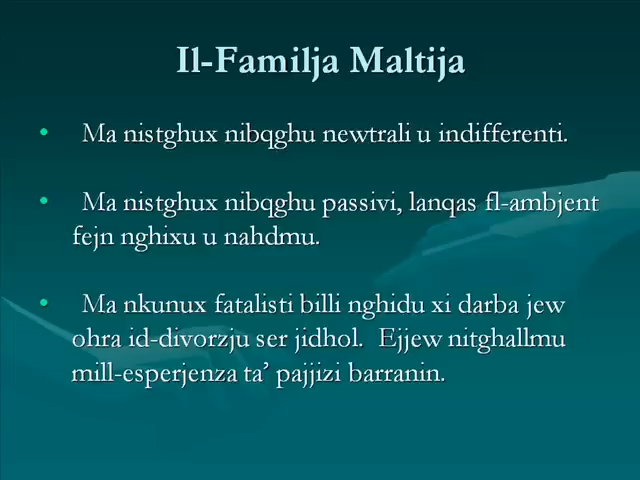 Il-Familja Maltija
• Ma nistghux nibqghu newtrali u indifferenti.
• Ma nistghux nibqghu passivi, lanqas fl-ambjent
fejn nghixu u nahdmu.
• Ma nkunux fatalisti billi nghidu xi darba jew
ohra id-divorzju ser jidhol. Ejjew nitghallmu
mill-esperjenza ta’ pajjizi barranin.